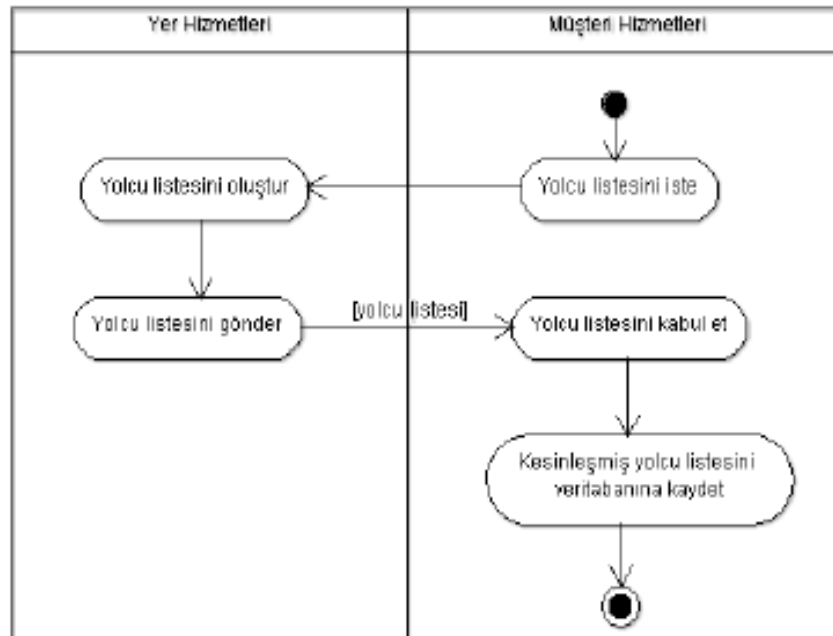 Yer Hizmetleri
Müşteri Hizmetleri
Yolcu listesini oluştur
Yolcu listesini iste
Yolcu listesini gönder
[yolcu listesi]
Yolcu listesini kabul et
Kesinleşmiş yolcu listesini
veritabanına kaydet